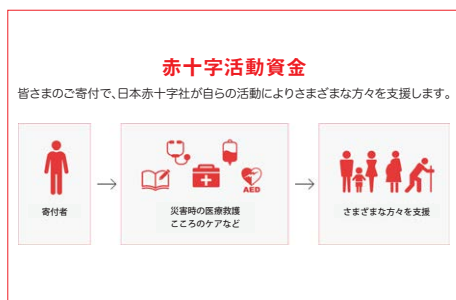 赤十字活動資金
皆さまのご寄付で、日本赤十字社が自らの活動によりさまざまな方々を支援します。
寄付者
AED
災害時の医療救護
こころのケアなど
さまざまな方々を支援